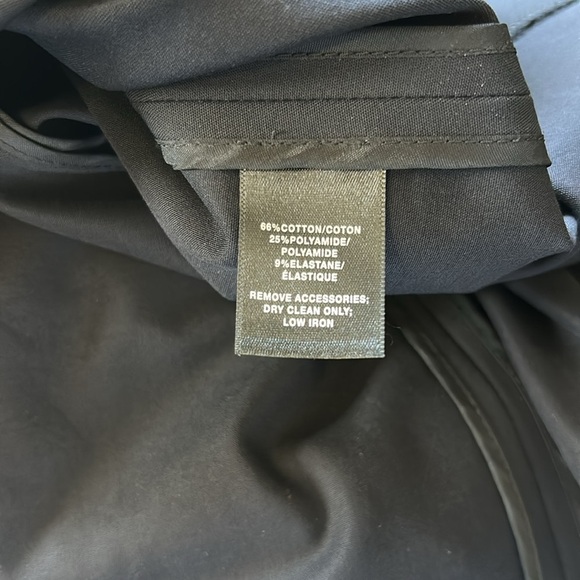 66%COTTON/COTON
25%POLYAMIDE/
POLYAMIDE
9%ELASTANE/
ÉLASTIQUE
REMOVE ACCESSORIES;
DRY CLEAN ONLY;
LOW IRON